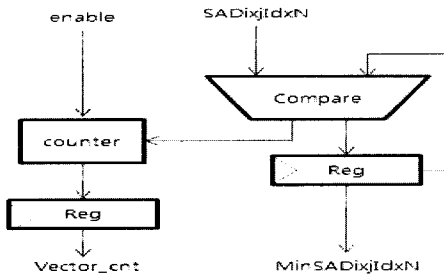 enable
SADixjIdxN
Compare
counter
Reg
Reg
Vector_cnt
MinSADixjIdxN